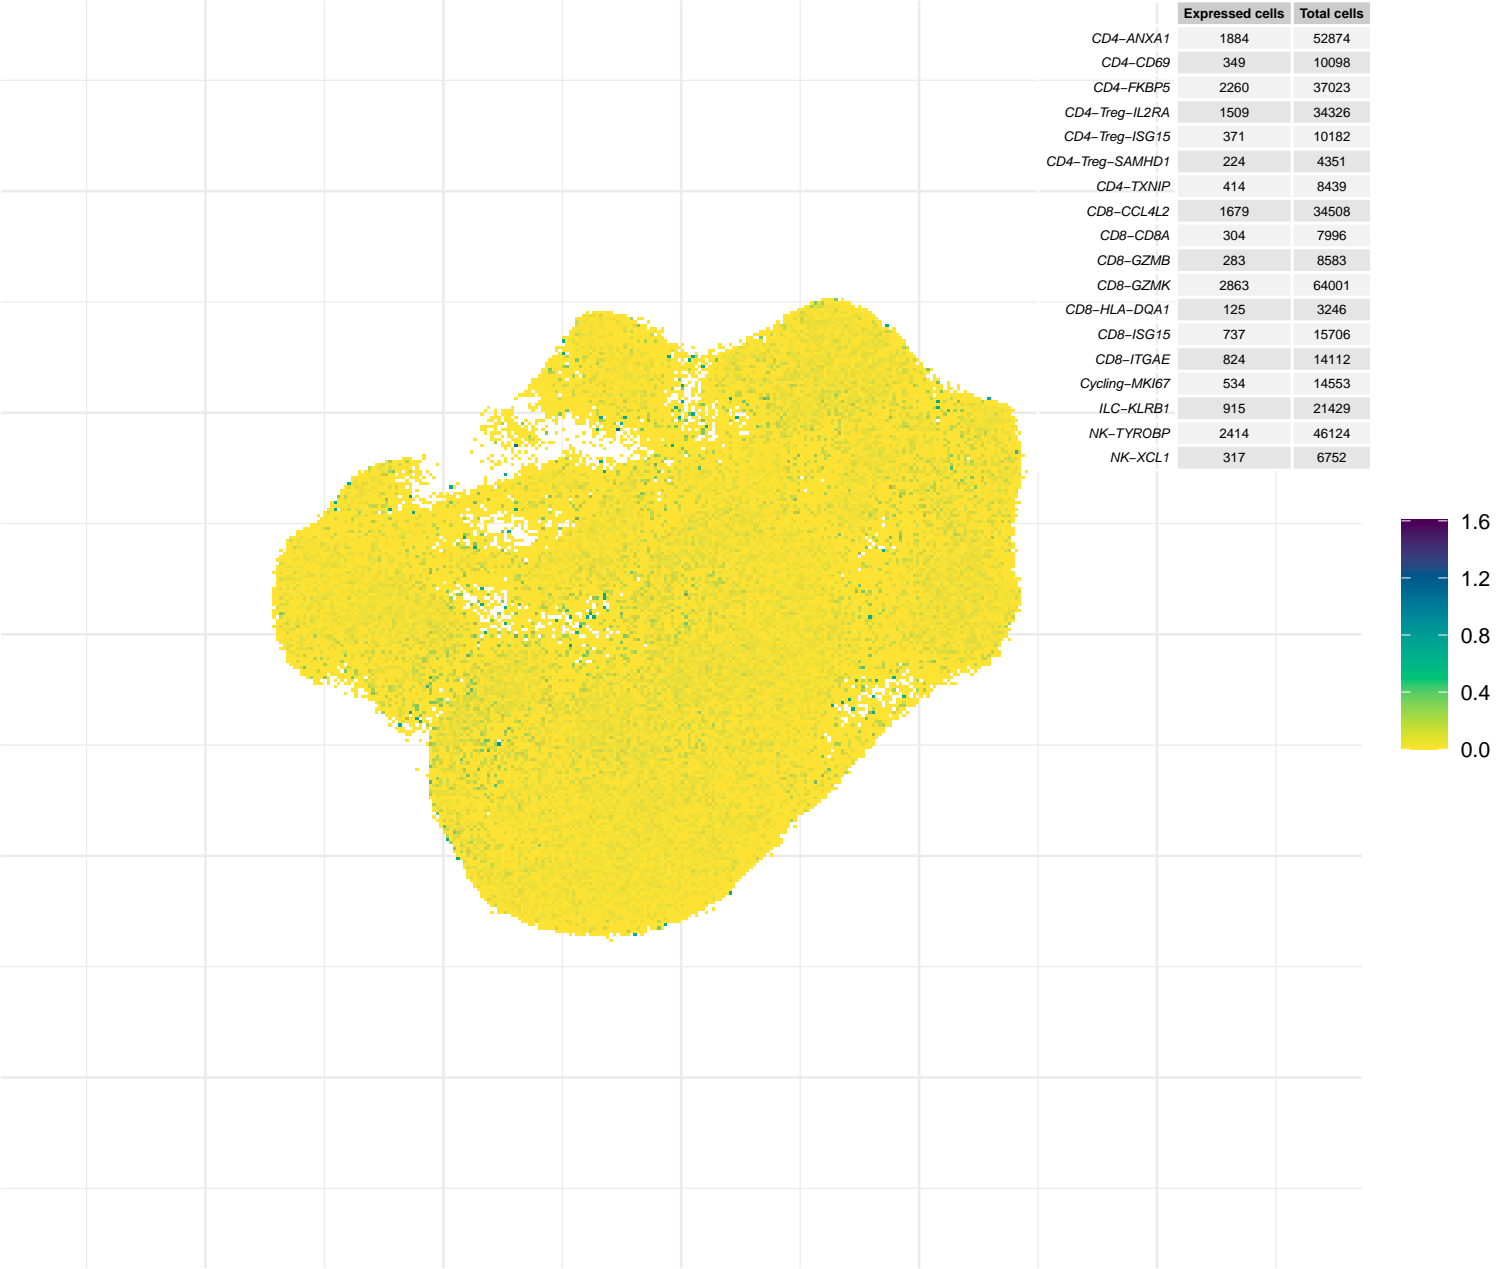 Expressed cells Total cells
CD4−ANXA1 1884 52874
CD4−CD69 349 10098
CD4−FKBP5 2260 37023
CD4−Treg−IL2RA 1509 34326
CD4−Treg−ISG15 371 10182
CD4−Treg−SAMHD1 224 4351
CD4−TXNIP 414 8439
CD8−CCL4L2 1679 34508
CD8−CD8A 304 7996
CD8−GZMB 283 8583
CD8−GZMK 2863 64001
CD8−HLA−DQA1 125 3246
CD8−ISG15 737 15706
CD8−ITGAE 824 14112
Cycling−MKI67 534 14553
ILC−KLRB1 915 21429
NK−TYROBP 2414 46124
NK−XCL1 317 6752
1.6
1.2
0.8
0.4
0.0